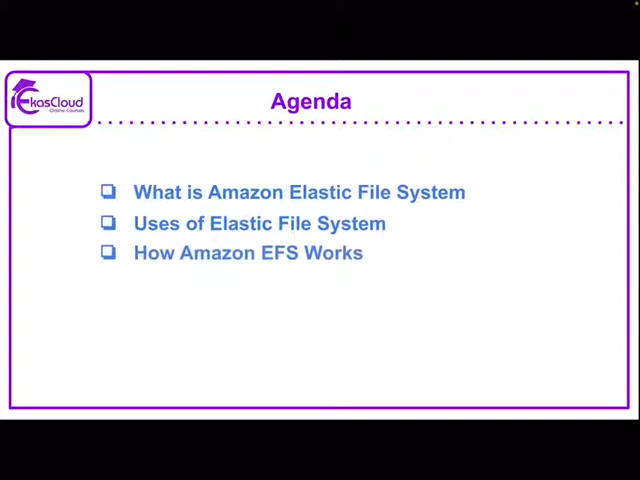 EkasCloud
Online Courses
Agenda
What is Amazon Elastic File System
Uses of Elastic File System
How Amazon EFS Works